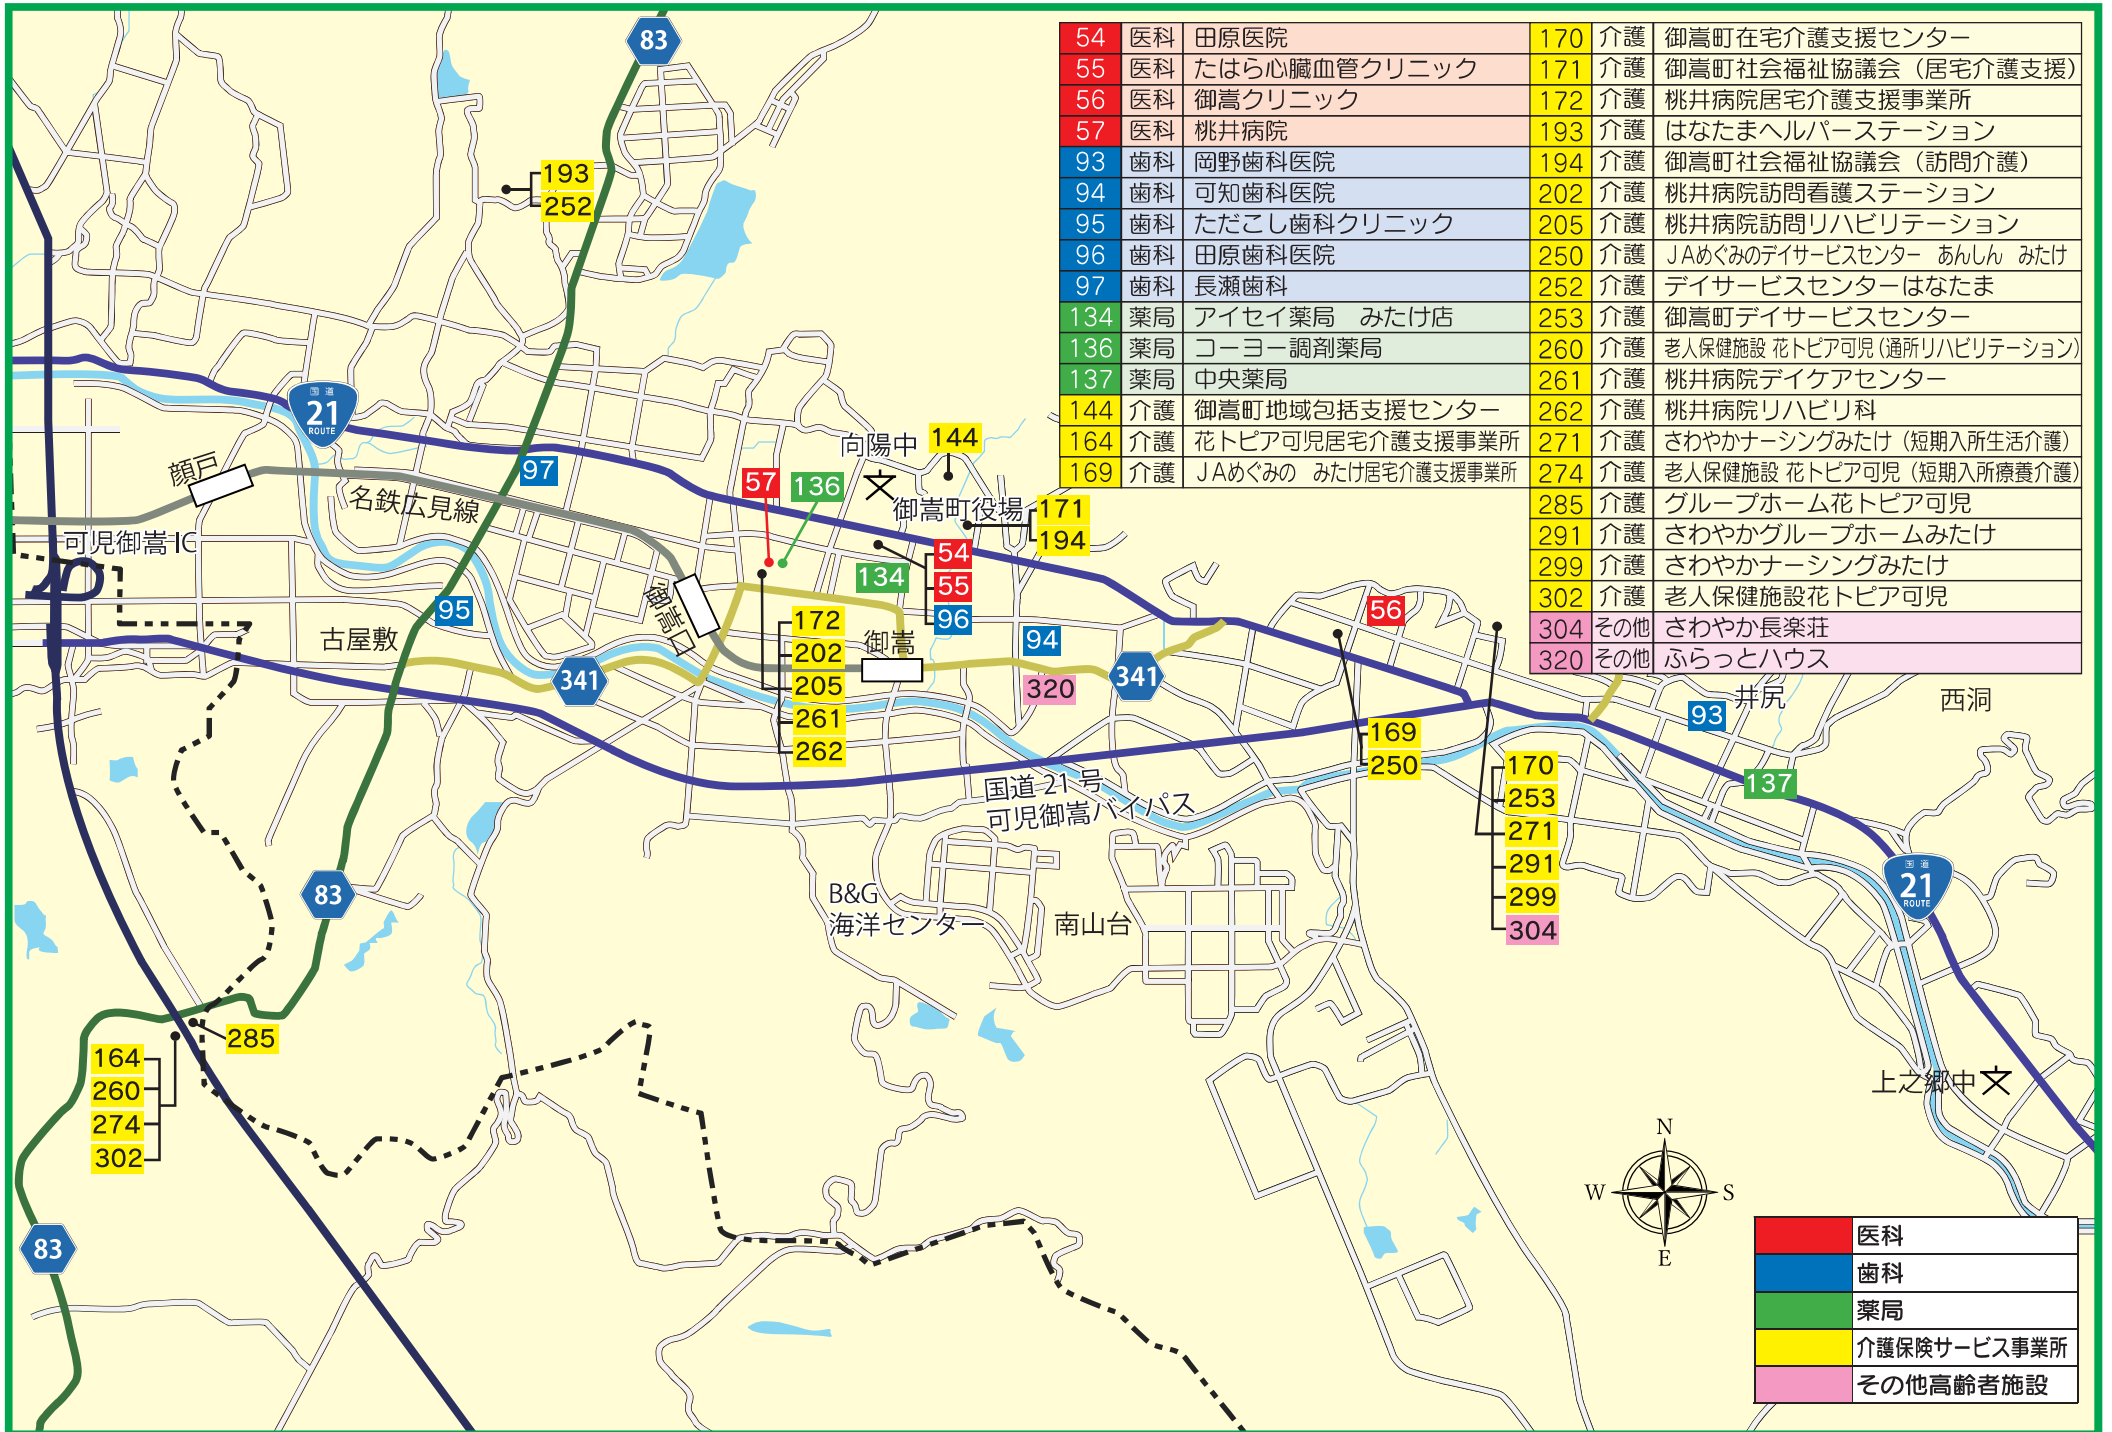 54 医科 田原医院
55 医科 たはら心臓血管クリニック
56 医科 御嵩クリニック
57 医科 桃井病院
93 歯科 岡野歯科医院
94 歯科 可知歯科医院
95 歯科 ただこし歯科クリニック
96 歯科 田原歯科医院
97 歯科 長瀬歯科
134 薬局 アイセイ薬局　みたけ店
136 薬局 コーヨー調剤薬局
137 薬局 中央薬局
144 介護 御嵩町地域包括支援センター
164 介護 花トピア可児居宅介護支援事業所
169 介護 ＪＡめぐみの　みたけ居宅介護支援事業所
170 介護 御嵩町在宅介護支援センター
171 介護 御嵩町社会福祉協議会（居宅介護支援）
172 介護 桃井病院居宅介護支援事業所
193 介護 はなたまヘルパーステーション
194 介護 御嵩町社会福祉協議会（訪問介護）
202 介護 桃井病院訪問看護ステーション
205 介護 桃井病院訪問リハビリテーション
250 介護 ＪＡめぐみのデイサービスセンター　あんしん　みたけ
252 介護 デイサービスセンターはなたま
253 介護 御嵩町デイサービスセンター
260 介護 老人保健施設 花トピア可児（通所リハビリテーション）
261 介護 桃井病院デイケアセンター
262 介護 桃井病院リハビリ科
271 介護 さわやかナーシングみたけ（短期入所生活介護）
274 介護 老人保健施設 花トピア可児（短期入所療養介護）
285 介護 グループホーム花トピア可児
291 介護 さわやかグループホームみたけ
299 介護 さわやかナーシングみたけ
302 介護 老人保健施設花トピア可児
304 その他 さわやか長楽荘
320 その他 ふらっとハウス
83
193
252
国道
21
ROUTE
向陽中
144
97
57
136
顔戸
名鉄広見線
御嵩町役場
171
194
可児御嵩IC
54
55
96
134
95
御嵩口
古屋敷
172
202
205
261
262
御嵩
94
320
341
341
56
井尻
西洞
93
137
169
250
170
253
271
291
299
304
国道21号
可児御嵩バイパス
83
B&G
海洋センター
南山台
国道
21
ROUTE
285
164
260
274
302
上之郷中
83
N
W
S
E
医科
歯科
薬局
介護保険サービス事業所
その他高齢者施設